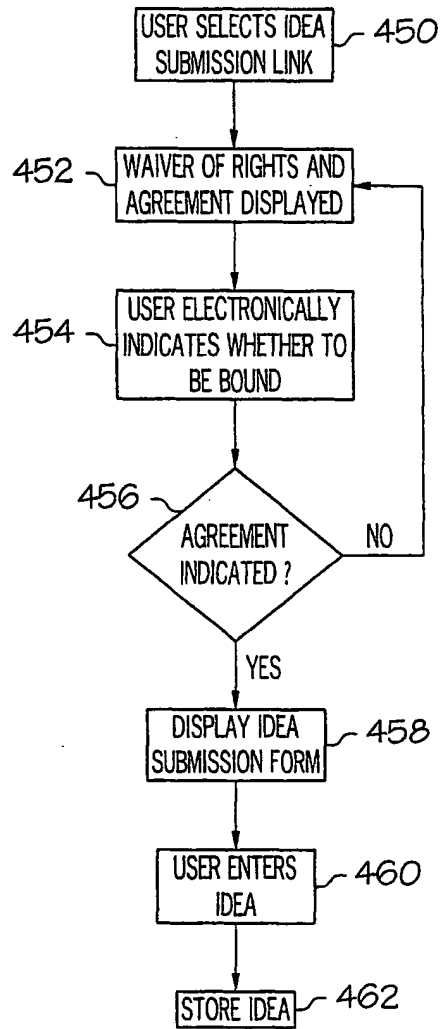 USER SELECTS IDEA
SUBMISSION LINK
450
452
WAIVER OF RIGHTS AND
AGREEMENT DISPLAYED
454
USER ELECTRONICALLY
INDICATES WHETHER TO
BE BOUND
456
AGREEMENT
INDICATED ?
NO
YES
DISPLAY IDEA
SUBMISSION FORM
458
USER ENTERS
IDEA
460
STORE IDEA
462